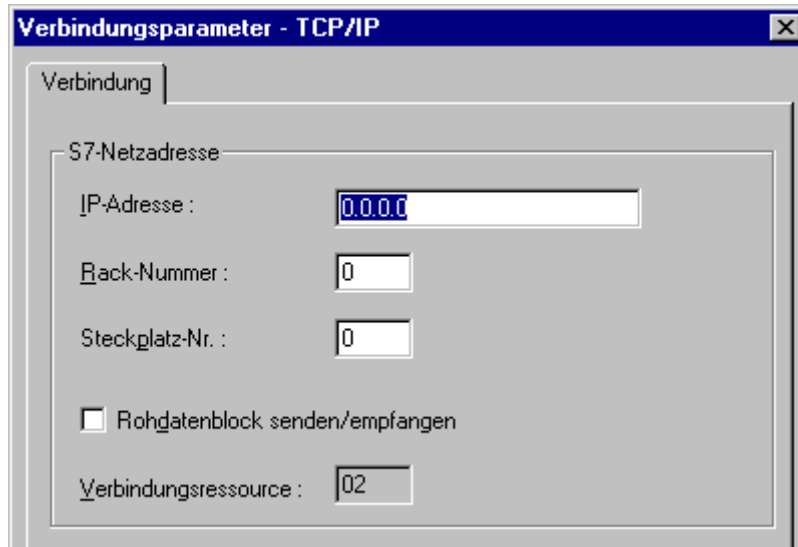 Verbindungsparameter - TCP/IP
Verbindung
S7-Netzadresse
IP-Adresse : 0.0.0.0
Rack-Nummer : 0
Steckplatz-Nr. : 0
Rohdatenblock senden/empfangen
Verbindungsressource : 02